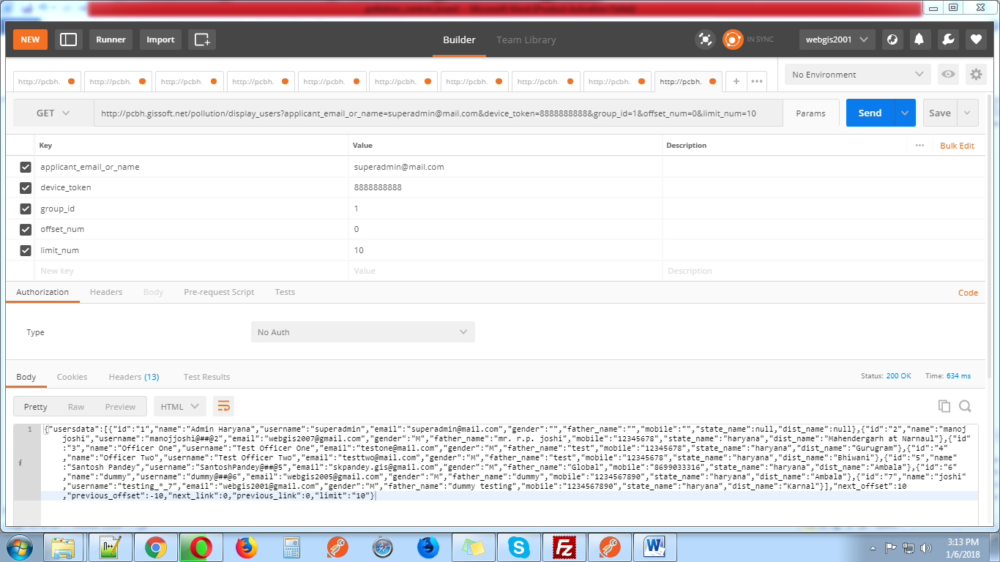 NEW Runner Import Builder Team Library IN SYNC webgis2001
http://pcbh. http://pcbh. http://pcbh. http://pcbh. http://pcbh. http://pcbh. http://pcbh. http://pcbh. http://pcbh. http://pcbh. + ••• No Environment
GET http://pcbh.gissoft.net/pollution/display_users?applicant_email_or_name=superadmin@mail.com&device_token=8888888888&group_id=1&offset_num=0&limit_num=10 Params Send Save
Key Value Description ••• Bulk Edit
applicant_email_or_name superadmin@mail.com
device_token 8888888888
group_id 1
offset_num 0
limit_num 10
New key Value Description
Authorization Headers Body Pre-request Script Tests Code
Type No Auth
Body Cookies Headers (13) Test Results Status: 200 OK Time: 634 ms
Pretty Raw Preview HTML
1 {"usersdata":[{"id":"1","name":"Admin Haryana","username":"superadmin","email":"superadmin@mail.com","gender":"","father_name":"","mobile":"","state_name":null,"dist_name":null},{"id":"2","name":"manoj
joshi","username":"manojjoshi@##@2","email":"webgis2007@gmail.com","gender":"M","father_name":"mr. r.p. joshi","mobile":"12345678","state_name":"haryana","dist_name":"Mahendergarh at Narnaul"},{"id"
:"3","name":"Officer One","username":"Test Officer One","email":"testone@mail.com","gender":"M","father_name":"test","mobile":"12345678","state_name":"haryana","dist_name":"Gurugram"},{"id":"4"
,"name":"Officer Two","username":"Test Officer Two","email":"testtwo@mail.com","gender":"M","father_name":"test","mobile":"12345678","state_name":"haryana","dist_name":"Bhiwani"},{"id":"5","name"
i :"Santosh Pandey","username":"SantoshPandey@##@5","email":"skpandey.gis@gmail.com","gender":"M","father_name":"Global","mobile":"8699033316","state_name":"haryana","dist_name":"Ambala"},{"id":"6"
,"name":"dummy","username":"dummy@##@6","email":"webgis2005@gmail.com","gender":"M","father_name":"dummy","mobile":"1234567890","state_name":"haryana","dist_name":"Ambala"},{"id":"7","name":"joshi"
,"username":"testing_*_7","email":"webgis2001@gmail.com","gender":"M","father_name":"dummy testing","mobile":"1234567890","state_name":"haryana","dist_name":"Karnal"}],"next_offset":10
,"previous_offset":-10,"next_link":0,"previous_link":0,"limit":"10"}
3:13 PM
1/6/2018